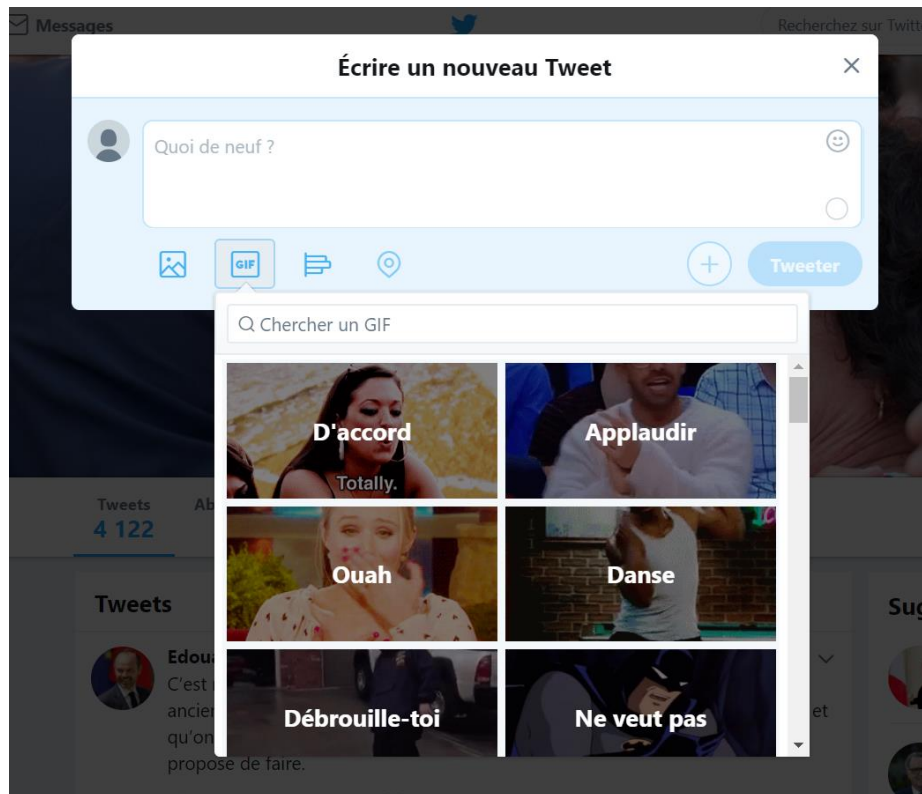 Messages
Recherchez sur Twitt
Écrire un nouveau Tweet
Quoi de neuf ?
GIF
Tweeter
Chercher un GIF
D'accord
Totally.
Applaudir
Ouah
Danse
Débrouille-toi
Ne veut pas
Tweets
Ab
4 122
Tweets
Sug
Edoua
C'est
ancien
et
qu'on
propose de faire.